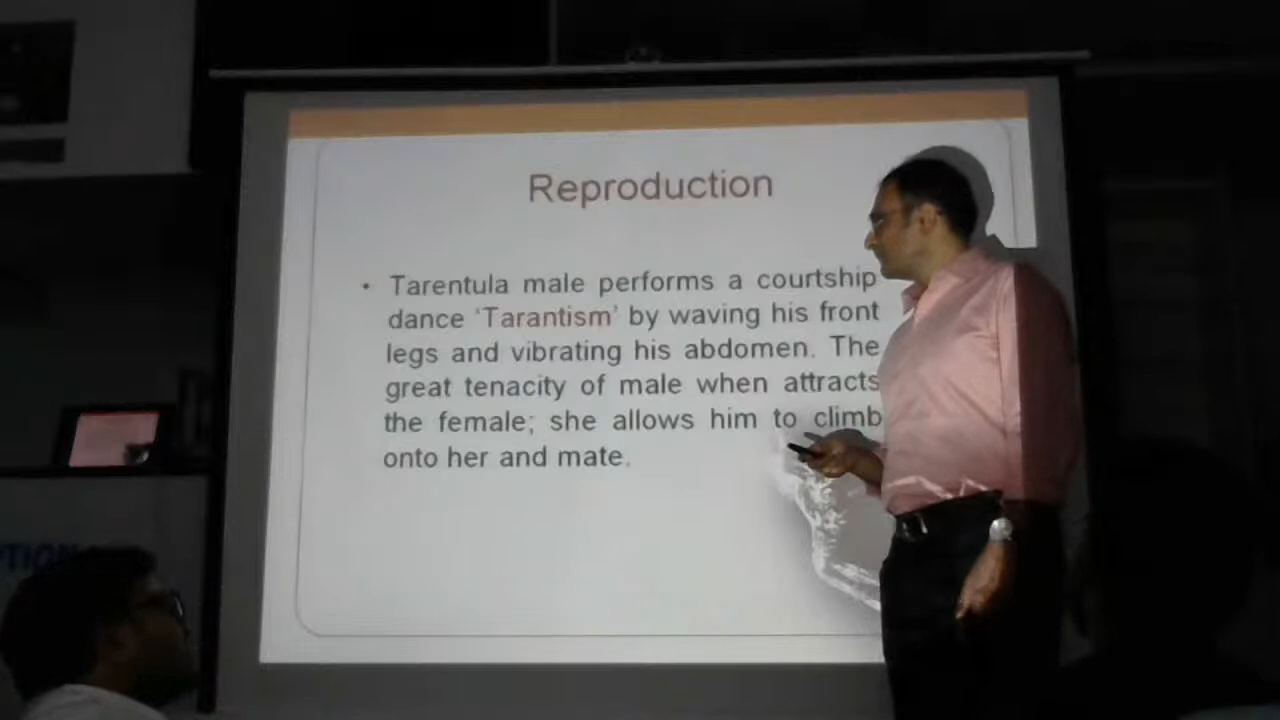 Reproduction
• Tarentula male performs a courtship
dance ‘Tarantism’ by waving his front
legs and vibrating his abdomen. The
great tenacity of male when attracts
the female; she allows him to climb
onto her and mate.
PTION